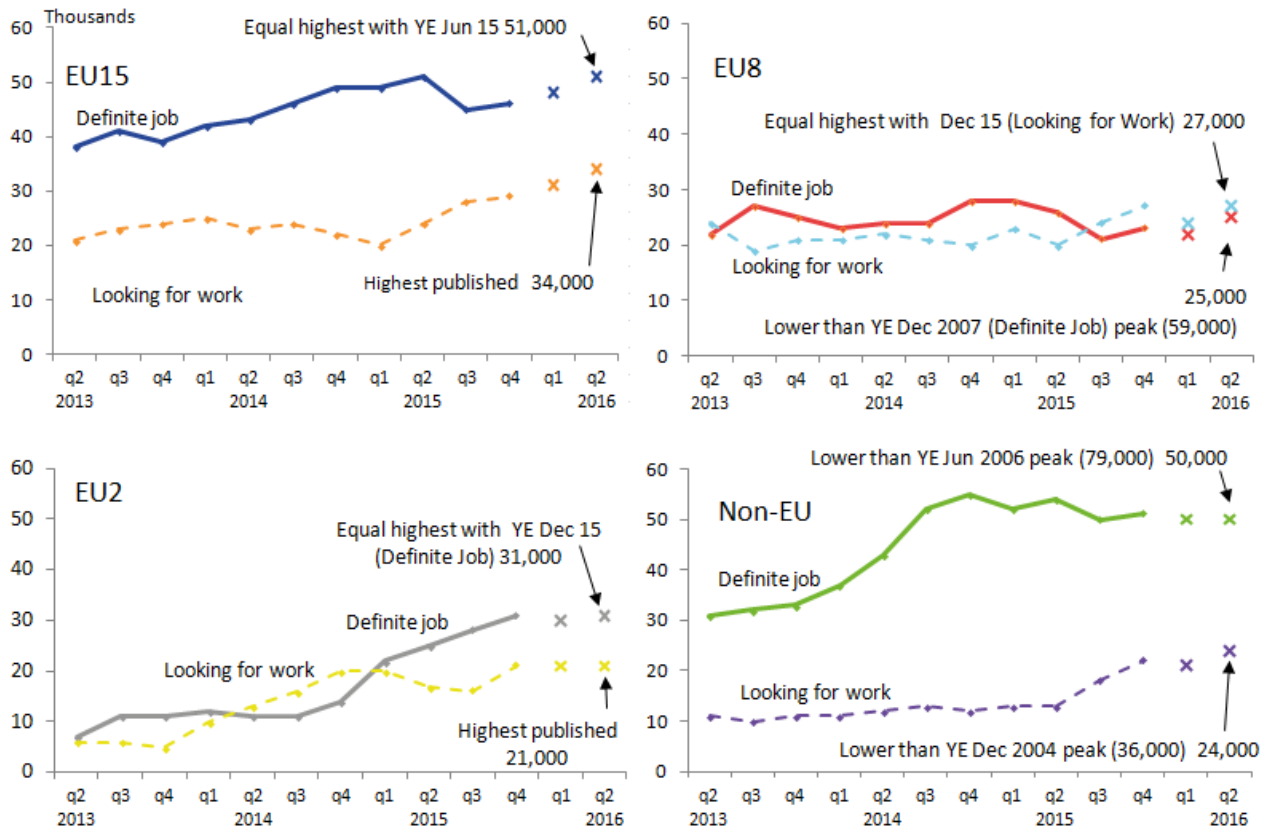 Thousands
60
50
40
30
20
10
0
EU15
Equal highest with YE Jun 15 51,000
Definite job
Highest published 34,000
Looking for work
q2 q3 q4 q1 q2 q3 q4 q1 q2 q3 q4 q1 q2
2013 2014 2015 2016
60
50
40
30
20
10
0
EU8
Equal highest with Dec 15 (Looking for Work) 27,000
Definite job
Looking for work
25,000
Lower than YE Dec 2007 (Definite Job) peak (59,000)
q2 q3 q4 q1 q2 q3 q4 q1 q2 q3 q4 q1 q2
2013 2014 2015 2016
60
50
40
30
20
10
0
EU2
Equal highest with YE Dec 15
(Definite Job) 31,000
Definite job
Looking for work
Highest published
21,000
q2 q3 q4 q1 q2 q3 q4 q1 q2 q3 q4 q1 q2
2013 2014 2015 2016
Lower than YE Jun 2006 peak (79,000) 50,000
60
50
40
30
20
10
0
Non-EU
Definite job
Looking for work
Lower than YE Dec 2004 peak (36,000) 24,000
q2 q3 q4 q1 q2 q3 q4 q1 q2 q3 q4 q1 q2
2013 2014 2015 2016